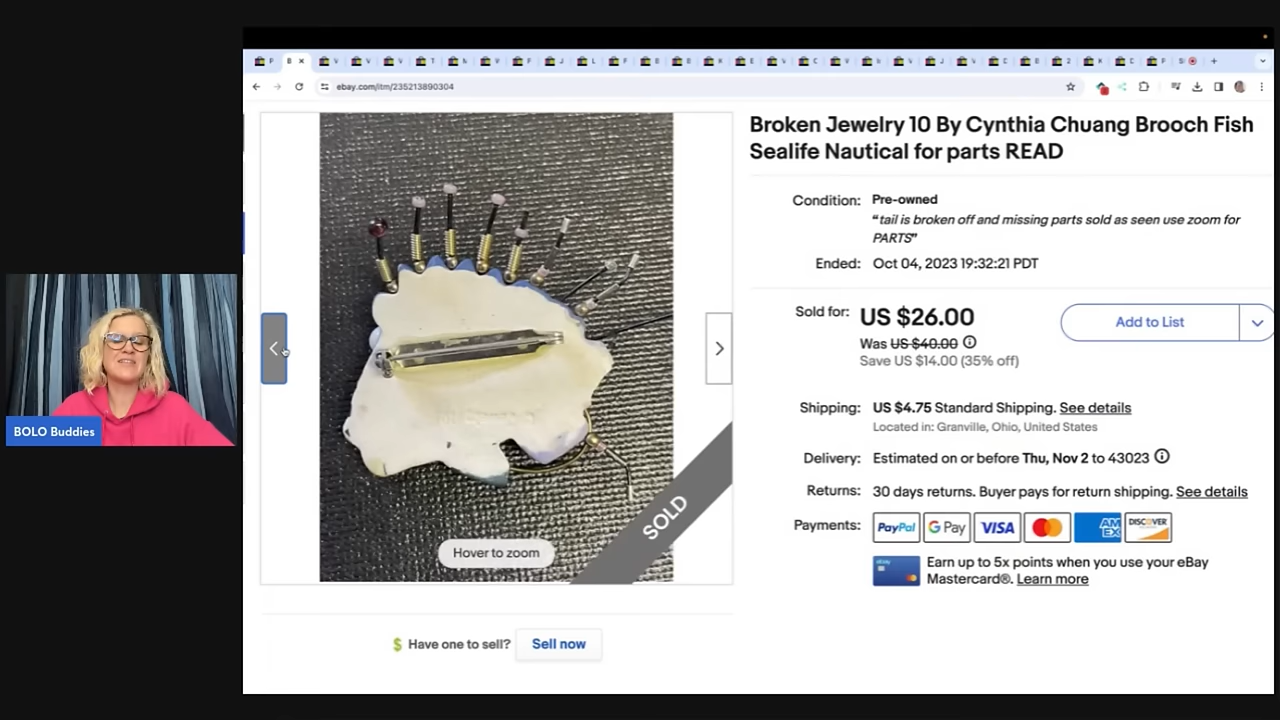 ebay.com/itm/235213890304
Broken Jewelry 10 By Cynthia Chuang Brooch Fish
Sealife Nautical for parts READ
Condition: Pre-owned
“tail is broken off and missing parts sold as seen use zoom for
PARTS”
Ended: Oct 04, 2023 19:32:21 PDT
Sold for: US $26.00
Add to List
Was US $40.00
Save US $14.00 (35% off)
Shipping: US $4.75 Standard Shipping. See details
Located in: Granville, Ohio, United States
BOLO Buddies
Delivery: Estimated on or before Thu, Nov 2 to 43023
Returns: 30 days returns. Buyer pays for return shipping. See details
SOLD
Payments: PayPal G Pay VISA MasterCard AM EX DISCOVER
Hover to zoom
Earn up to 5x points when you use your eBay
Mastercard®. Learn more
Have one to sell? Sell now